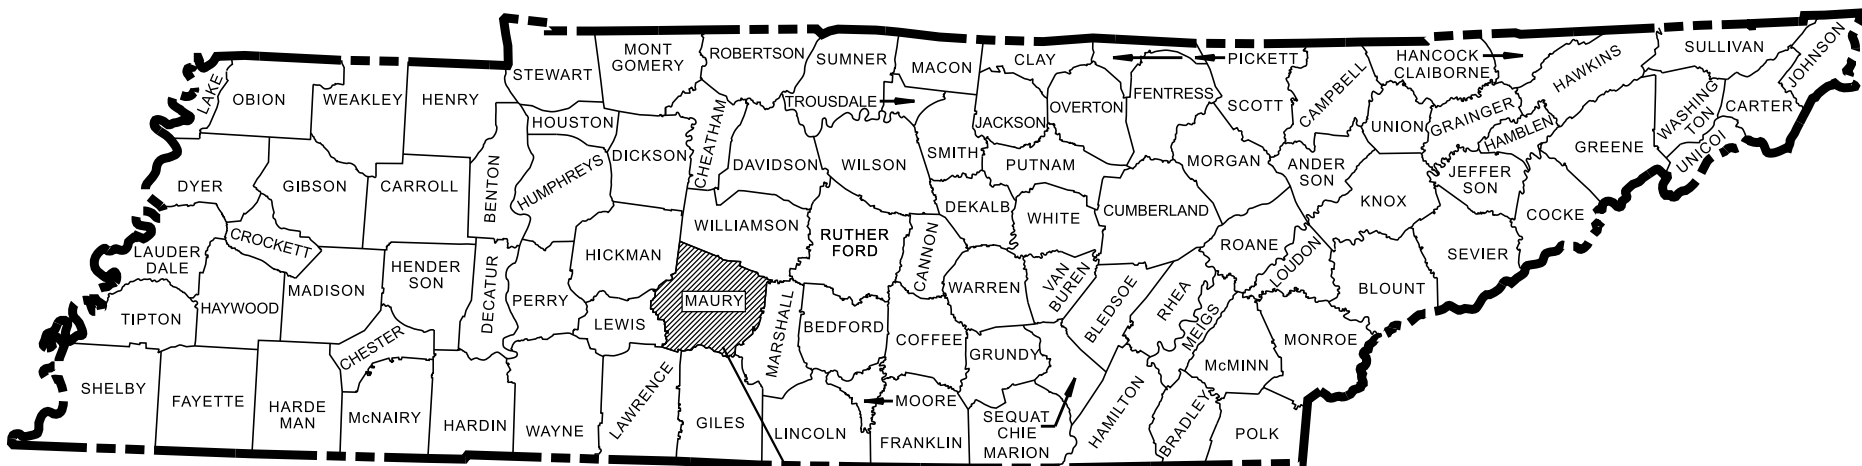 LAKE
OBION
WEAKLEY
HENRY
STEWART
MONT
GOMERY
ROBERTSON
SUMNER
MACON
CLAY
PICKETT
HANCOCK
CLAIBORNE
HAWKINS
SULLIVAN
JOHNSON
HOUSTON
CHEATHAM
TROUSDALE
JACKSON
OVERTON
FENTRESS
SCOTT
CAMPBELL
UNION
GRAINGER
HAMBLEN
WASHING
TON
CARTER
UNICOI
GREENE
DYER
GIBSON
CARROLL
BENTON
HUMPHREYS
DICKSON
DAVIDSON
WILSON
SMITH
PUTNAM
MORGAN
ANDER
SON
JEFFER
SON
KNOX
COCKE
LAUDER
DALE
CROCKETT
HICKMAN
WILLIAMSON
RUTHER
FORD
CANNON
DEKALB
WHITE
CUMBERLAND
ROANE
LOUDON
SEVIER
BLOUNT
TIPTON
HAYWOOD
MADISON
HENDER
SON
DECATUR
PERRY
LEWIS
MAURY
MARSHALL
BEDFORD
WARREN
VAN
BUREN
BLEDSOE
RHEA
MEIGS
MONROE
McMINN
SHELBY
FAYETTE
HARDE
MAN
CHESTER
McNAIRY
HARDIN
WAYNE
LAWRENCE
GILES
LINCOLN
MOORE
COFFEE
FRANKLIN
GRUNDY
SEQUAT
CHIE
MARION
HAMILTON
BRADLEY
POLK